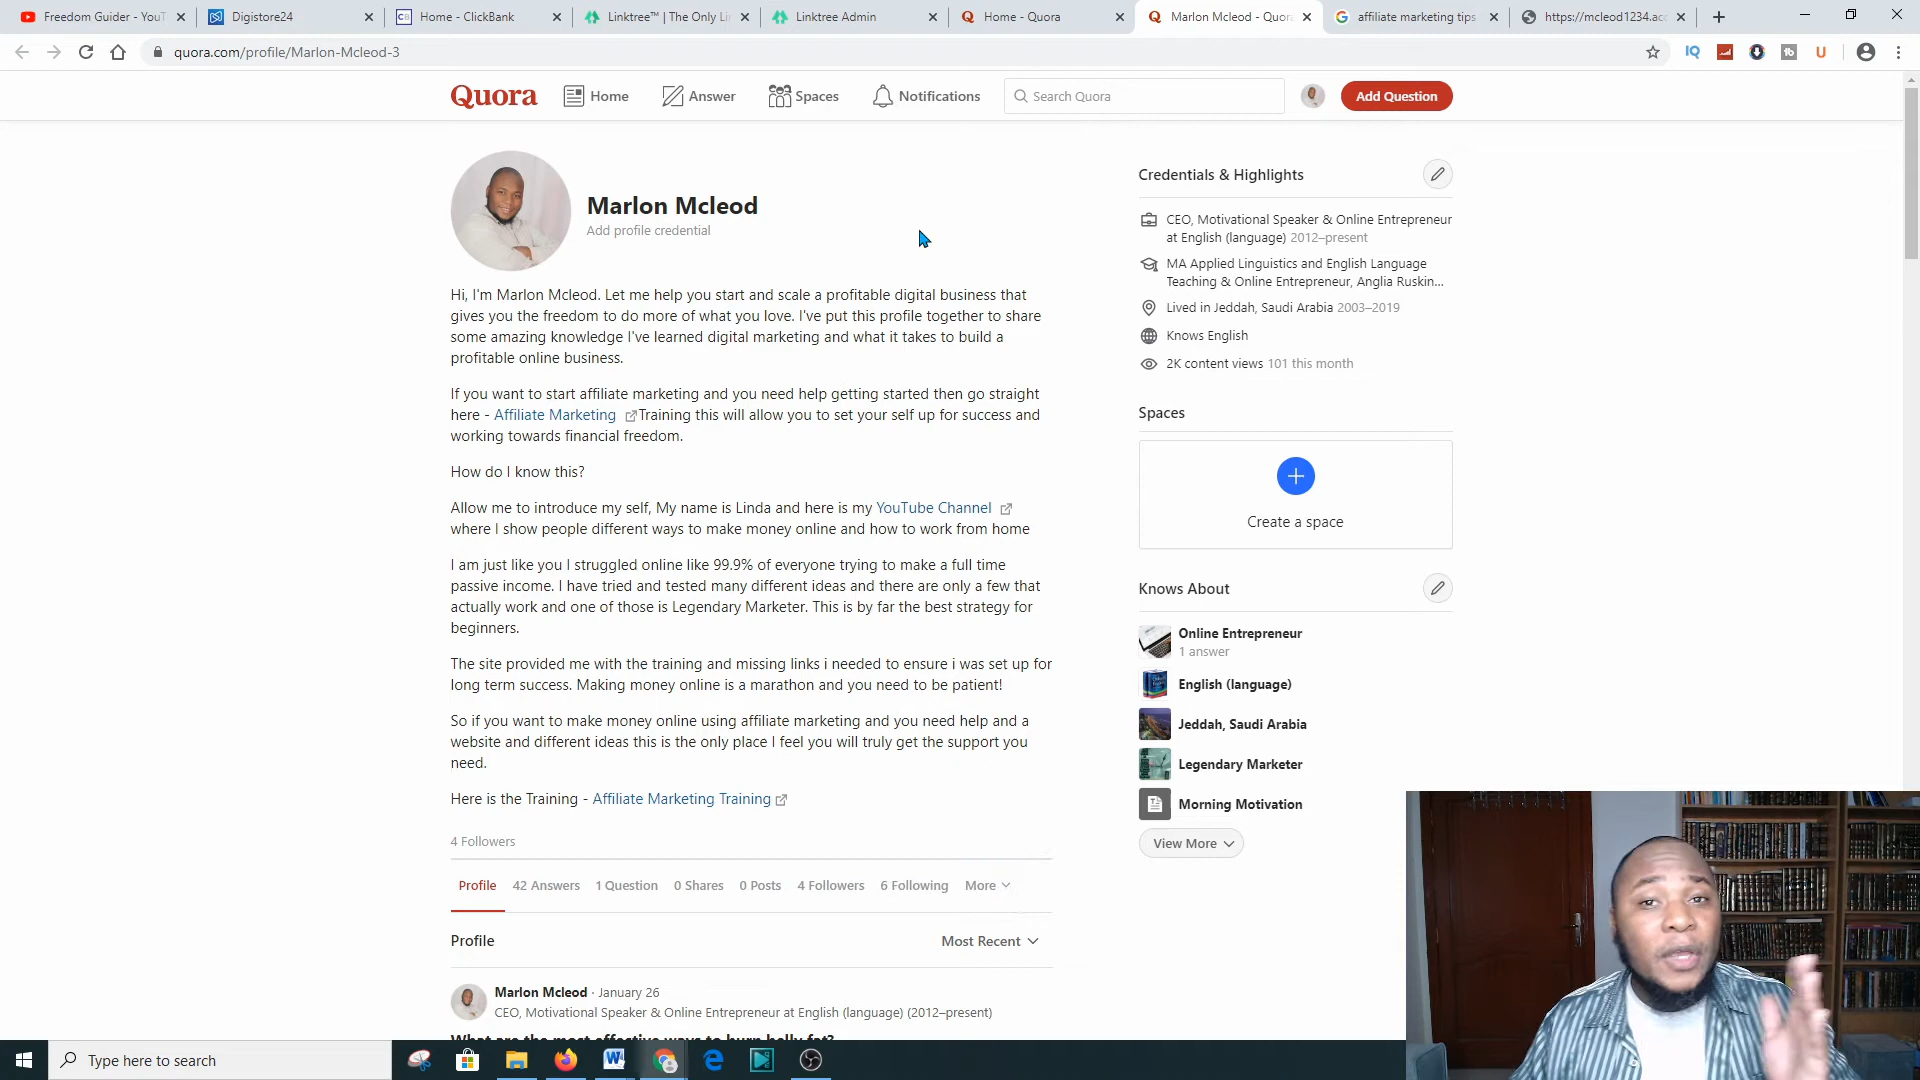 Freedom Guider - YouT
Digistore24
Home - ClickBank
Linktree™ | The Only Li
Linktree Admin
Home - Quora
Marlon Mcleod - Quora
affiliate marketing tips
https://mcleod1234.acc
quora.com/profile/Marlon-Mcleod-3
Quora
Home
Answer
Spaces
Notifications
Search Quora
Add Question
Marlon Mcleod
Add profile credential
Hi, I'm Marlon Mcleod. Let me help you start and scale a profitable digital business that
gives you the freedom to do more of what you love. I've put this profile together to share
some amazing knowledge I've learned digital marketing and what it takes to build a
profitable online business.
If you want to start affiliate marketing and you need help getting started then go straight
here - Affiliate Marketing Training this will allow you to set your self up for success and
working towards financial freedom.
How do I know this?
Allow me to introduce my self, My name is Linda and here is my YouTube Channel
where I show people different ways to make money online and how to work from home
I am just like you I struggled online like 99.9% of everyone trying to make a full time
passive income. I have tried and tested many different ideas and there are only a few that
actually work and one of those is Legendary Marketer. This is by far the best strategy for
beginners.
The site provided me with the training and missing links i needed to ensure i was set up for
long term success. Making money online is a marathon and you need to be patient!
So if you want to make money online using affiliate marketing and you need help and a
website and different ideas this is the only place I feel you will truly get the support you
need.
Here is the Training - Affiliate Marketing Training
4 Followers
Profile
42 Answers
1 Question
0 Shares
0 Posts
4 Followers
6 Following
More
Profile
Most Recent
Marlon Mcleod · January 26
CEO, Motivational Speaker & Online Entrepreneur at English (language) (2012–present)
What are the most effective ways to burn belly fat?
Credentials & Highlights
CEO, Motivational Speaker & Online Entrepreneur
at English (language) 2012–present
MA Applied Linguistics and English Language
Teaching & Online Entrepreneur, Anglia Ruskin...
Lived in Jeddah, Saudi Arabia 2003–2019
Knows English
2K content views 101 this month
Spaces
Create a space
Knows About
Online Entrepreneur
1 answer
English (language)
Jeddah, Saudi Arabia
Legendary Marketer
Morning Motivation
View More
Type here to search